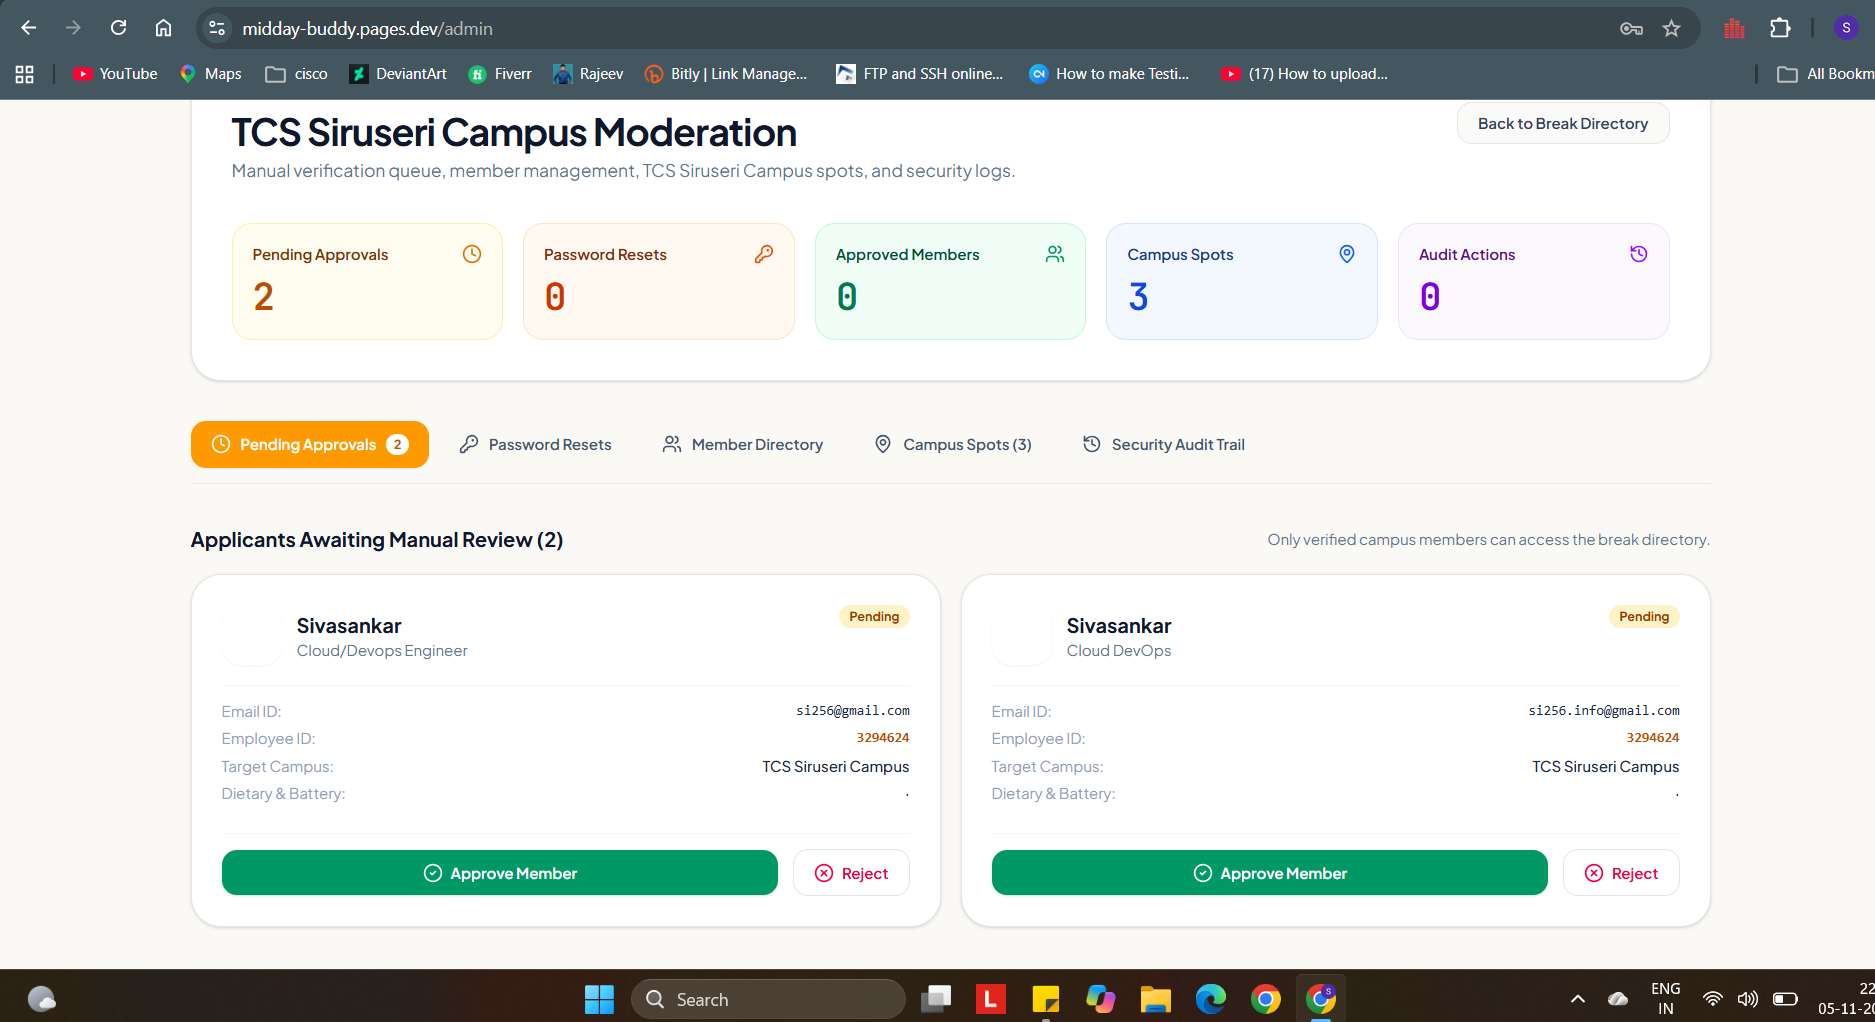 midday-buddy.pages.dev/admin
S
YouTube
Maps
cisco
DeviantArt
Fiverr
Rajeev
Bitly | Link Manage...
FTP and SSH online...
How to make Testi...
(17) How to upload...
All Bookm
TCS Siruseri Campus Moderation
Back to Break Directory
Manual verification queue, member management, TCS Siruseri Campus spots, and security logs.
Pending Approvals
2
Password Resets
0
Approved Members
0
Campus Spots
3
Audit Actions
0
Pending Approvals 2
Password Resets
Member Directory
Campus Spots (3)
Security Audit Trail
Applicants Awaiting Manual Review (2)
Only verified campus members can access the break directory.
Sivasankar
Pending
Cloud/Devops Engineer
Email ID: si256@gmail.com
Employee ID: 3294624
Target Campus: TCS Siruseri Campus
Dietary & Battery: .
Approve Member
Reject
Sivasankar
Pending
Cloud DevOps
Email ID: si256.info@gmail.com
Employee ID: 3294624
Target Campus: TCS Siruseri Campus
Dietary & Battery: .
Approve Member
Reject
Search
L
S
ENG
IN
22
05-11-20